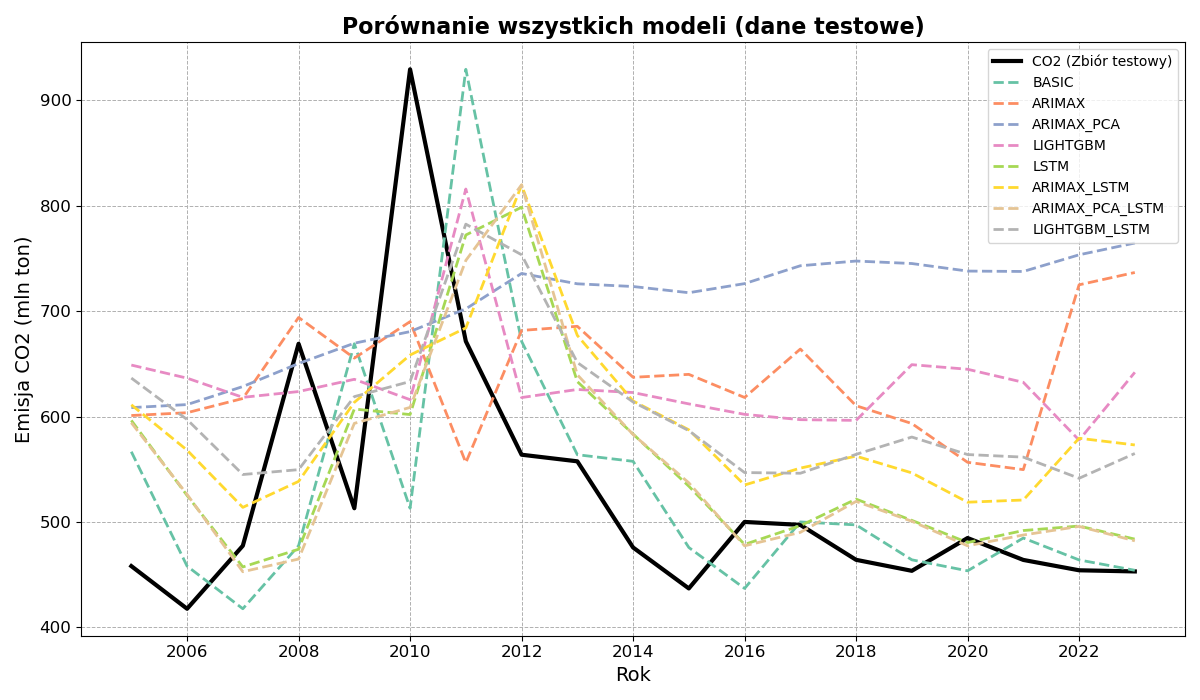 Porównanie wszystkich modeli (dane testowe)
Emisja CO2 (mln ton)
900
800
700
600
500
400
CO2 (Zbiór testowy)
BASIC
ARIMAX
ARIMAX_PCA
LIGHTGBM
LSTM
ARIMAX_LSTM
ARIMAX_PCA_LSTM
LIGHTGBM_LSTM
2006 2008 2010 2012 2014 2016 2018 2020 2022
Rok